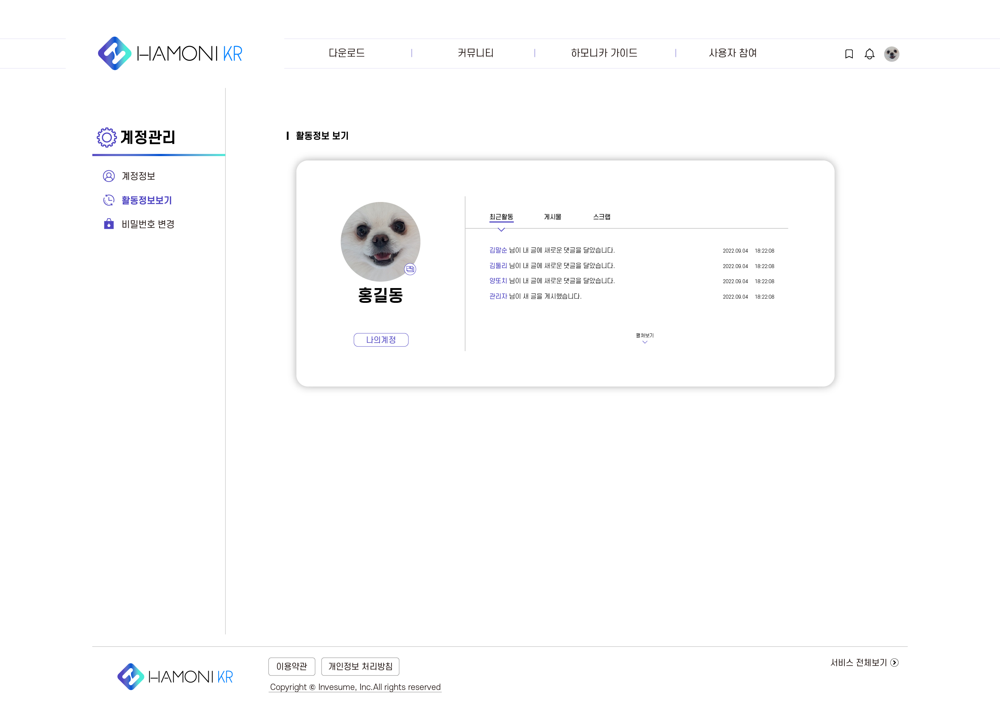 HAMONI KR
다운로드
커뮤니티
하모니카 가이드
사용자 참여
계정관리
계정정보
활동정보보기
비밀번호 변경
활동정보 보기
홍길동
나의계정
최근활동 게시물 스크랩
김말순 님이 내 글에 새로운 댓글을 달았습니다. 2022.09.04 18:22:08
김둘리 님이 내 글에 새로운 댓글을 달았습니다. 2022.09.04 18:22:08
양또치 님이 내 글에 새로운 댓글을 달았습니다. 2022.09.04 18:22:08
관리자 님이 새 글을 게시했습니다. 2022.09.04 18:22:08
펼쳐보기
HAMONI KR
이용약관
개인정보 처리방침
Copyright © Invesume, Inc.All rights reserved
서비스 전체보기